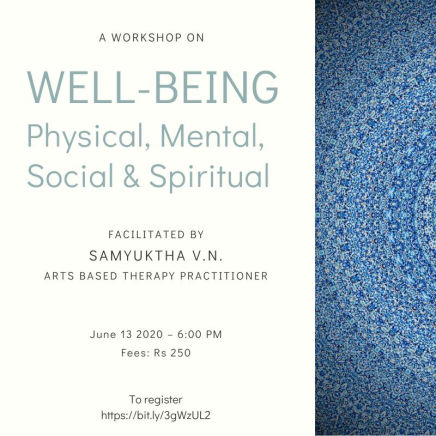 A WORKSHOP ON
WELL-BEING
Physical, Mental,
Social & Spiritual
FACILITATED BY
SAMYUKTHA V.N.
ARTS BASED THERAPY PRACTITIONER
June 13 2020 – 6:00 PM
Fees: Rs 250
To register
https://bit.ly/3gWzUL2